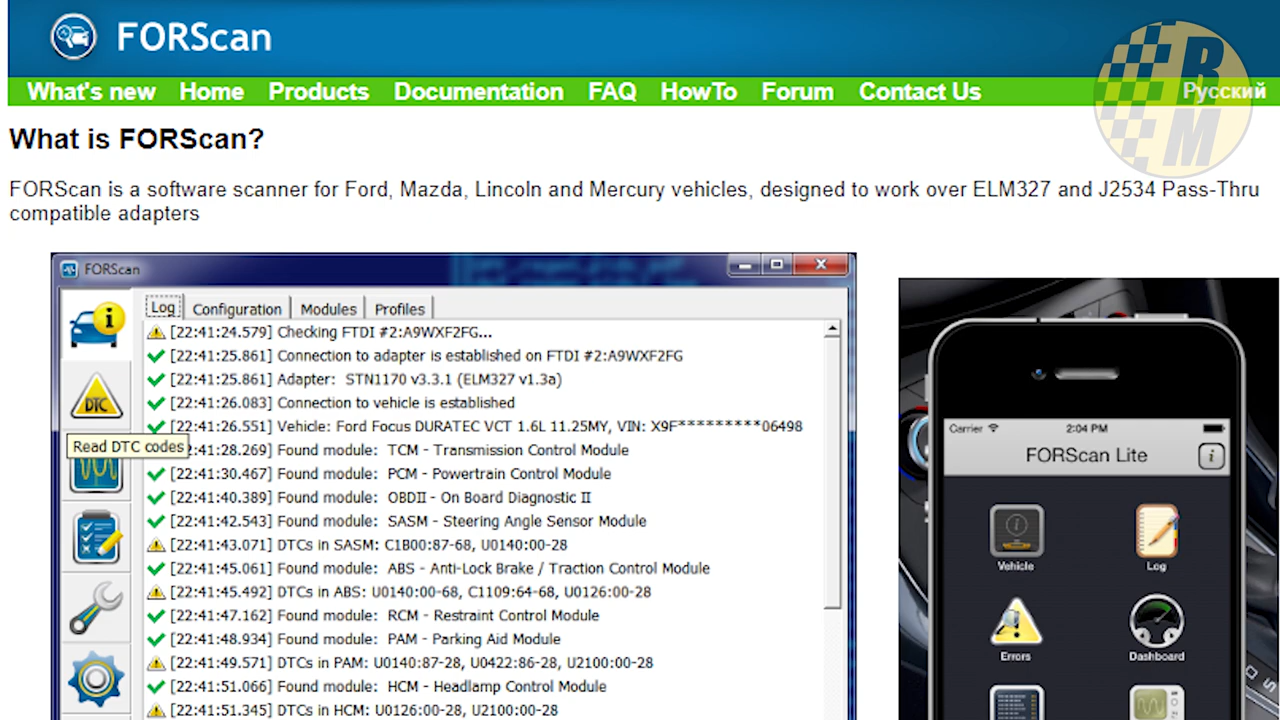 FORScan
What's new Home Products Documentation FAQ HowTo Forum Contact Us Русский
RM
What is FORScan?
FORScan is a software scanner for Ford, Mazda, Lincoln and Mercury vehicles, designed to work over ELM327 and J2534 Pass-Thru
compatible adapters
FORScan
Log Configuration Modules Profiles
[22:41:24.579] Checking FTDI #2:A9WXF2FG...
[22:41:25.861] Connection to adapter is established on FTDI #2:A9WXF2FG
[22:41:25.861] Adapter: STN1170 v3.3.1 (ELM327 v1.3a)
[22:41:26.083] Connection to vehicle is established
[22:41:26.551] Vehicle: Ford Focus DURATEC VCT 1.6L 11.25MY, VIN: X9F*********06498
DTC
Read DTC codes
:41:28.269] Found module: TCM - Transmission Control Module
[22:41:30.467] Found module: PCM - Powertrain Control Module
[22:41:40.389] Found module: OBDII - On Board Diagnostic II
[22:41:42.543] Found module: SASM - Steering Angle Sensor Module
[22:41:43.071] DTCs in SASM: C1B00:87-68, U0140:00-28
[22:41:45.061] Found module: ABS - Anti-Lock Brake / Traction Control Module
[22:41:45.492] DTCs in ABS: U0140:00-68, C1109:64-68, U0126:00-28
[22:41:47.162] Found module: RCM - Restraint Control Module
[22:41:48.934] Found module: PAM - Parking Aid Module
[22:41:49.571] DTCs in PAM: U0140:87-28, U0422:86-28, U2100:00-28
[22:41:51.066] Found module: HCM - Headlamp Control Module
[22:41:51.345] DTCs in HCM: U0126:00-28, U2100:00-28
Carrier 2:04 PM
FORScan Lite
Vehicle Log
Errors Dashboard